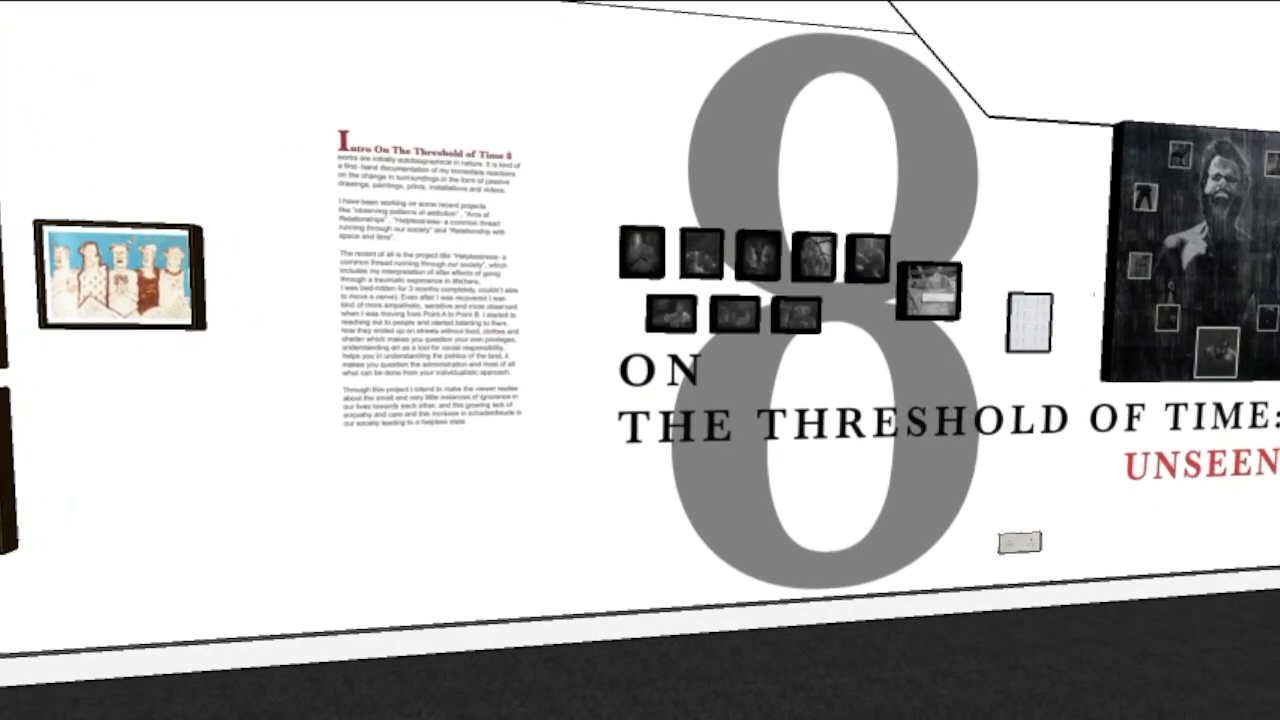 Intro On The Threshold of Time 8
works are initially autobiographical in nature. It is kind of
a first- hand documentation of my immediate reactions
on the change in surroundings in the form of passive
drawings, paintings, prints, installations and videos.
I have been working on some recent projects
like "observing patterns of addiction" , "Arcs of
Relationships" , "Helplessness- a common thread
running through our society" and "Relationship with
space and time".
The recent of all is the project title "Helplessness- a
common thread running through our society", which
includes my interpretation of after effects of going
through a traumatic experience in life(here,
I was bed-ridden for 3 months completely, couldn't able
to move a nerve). Even after I was recovered I was
kind of more empathetic, sensitive and more observant
when I was moving from Point A to Point B. I started to
reaching out to people and started listening to them,
how they ended up on streets without food, clothes and
shelter which makes you question your own privileges,
understanding art as a tool for social responsibility,
helps you in understanding the politics of the land, it
makes you question the administration and most of all
what can be done from your individualistic approach.
Through this project I intend to make the viewer realise
about the small and very little instances of ignorance in
our lives towards each other, and this growing lack of
empathy and care and this increase in schadenfreude in
our society leading to a helpless state.
8
ON
THE THRESHOLD OF TIME:
UNSEEN